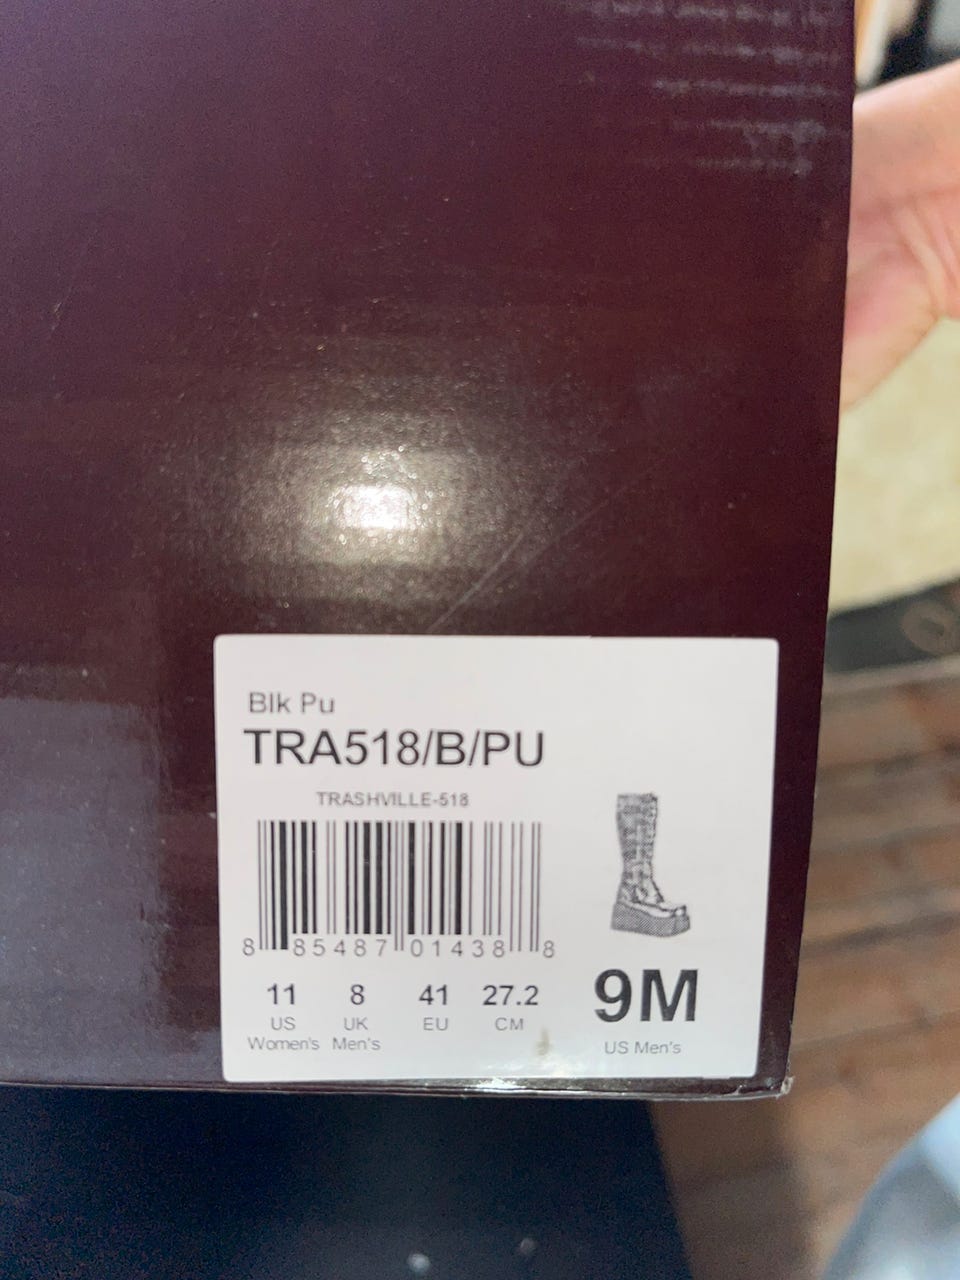 Blk Pu
TRA518/B/PU
TRASHVILLE-518
8 85487 01438 8
11 8 41 27.2 9M
US UK EU CM
Women's Men's US Men's